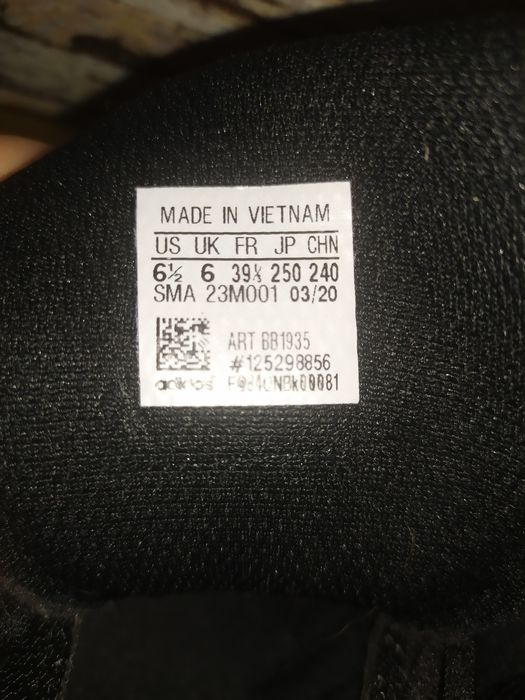 MADE IN VIETNAM
US UK FR JP CHN
6½ 6 39⅓ 250 240
SMA 23M001 03/20
ART BB1935
#125298856
adidas